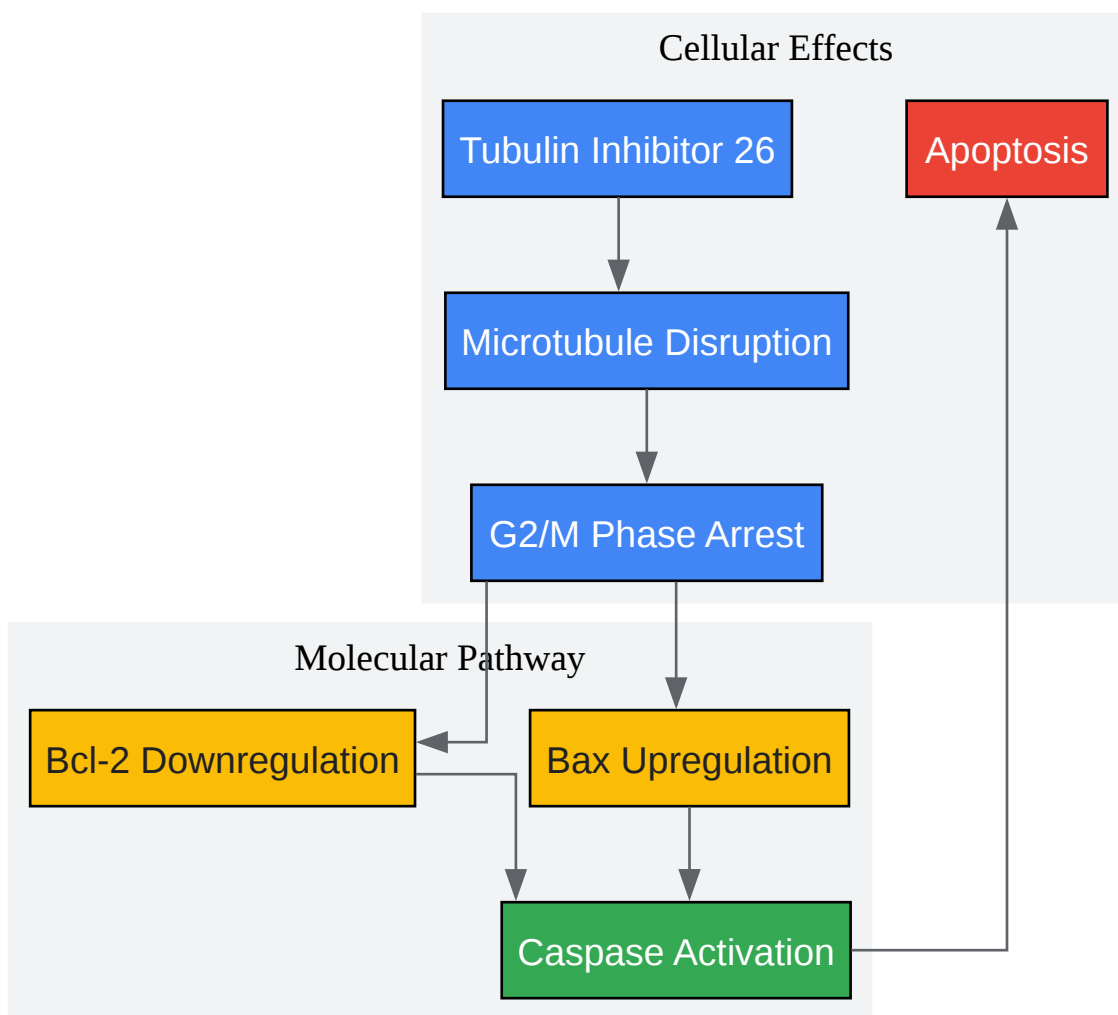 Cellular Effects
Tubulin Inhibitor 26
Apoptosis
Microtubule Disruption
G2/M Phase Arrest
Molecular Pathway
Bcl-2 Downregulation
Bax Upregulation
Caspase Activation